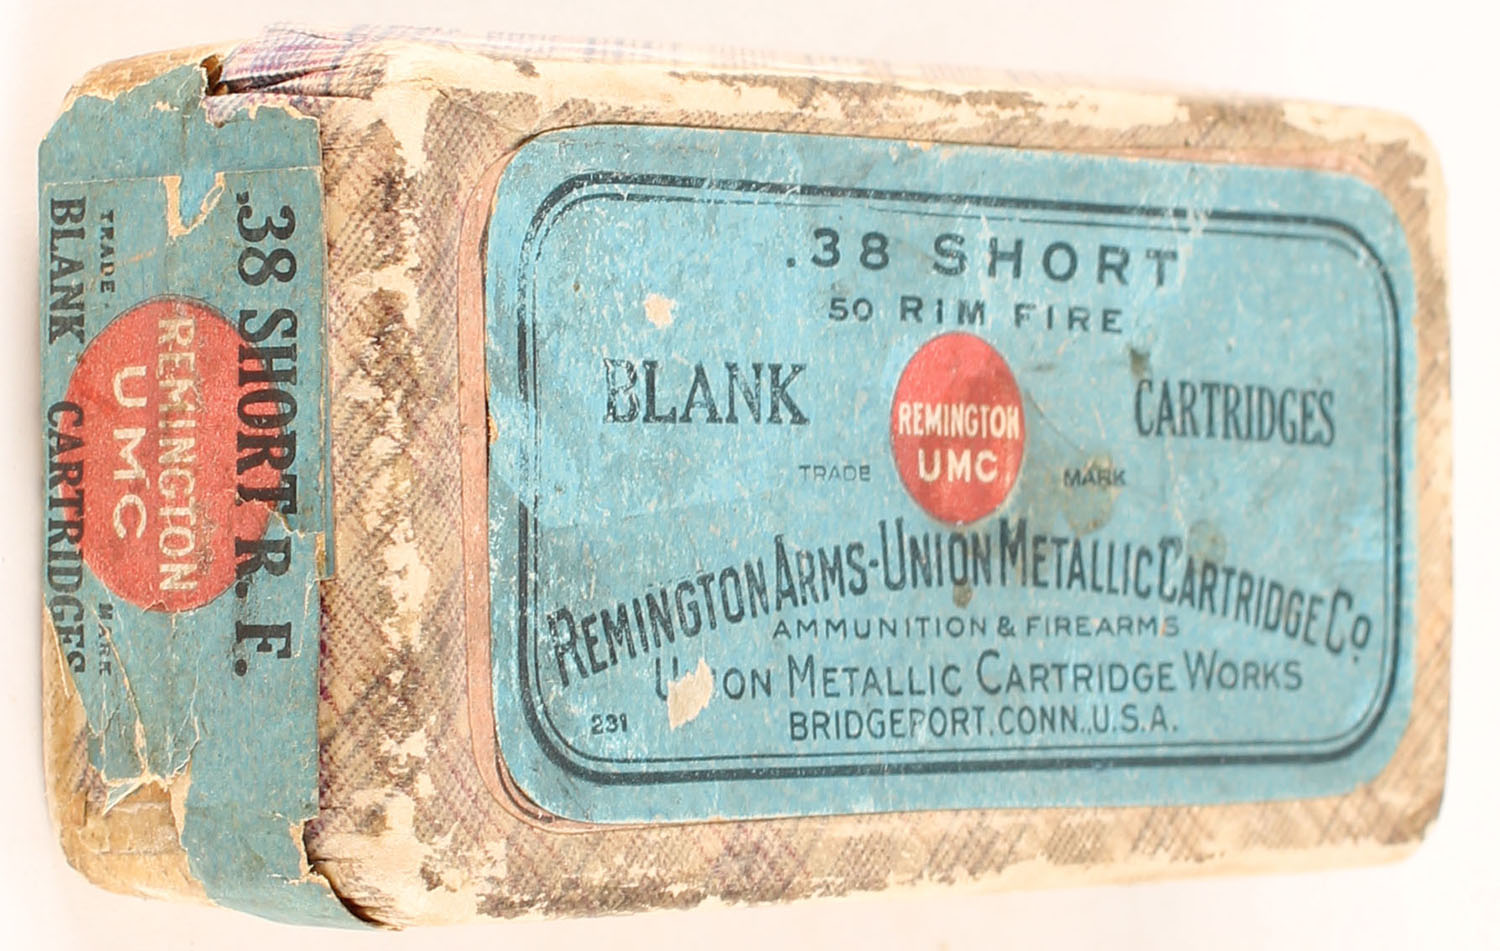 .38 SHORT
50 RIM FIRE
BLANK CARTRIDGES
REMINGTON
UMC
TRADE MARK
REMINGTON ARMS-UNION METALLIC CARTRIDGE CO
AMMUNITION & FIREARMS
UNION METALLIC CARTRIDGE WORKS
231
BRIDGEPORT. CONN., U.S.A.
.38 SHORT R. F.
REMINGTON
UMC
TRADE MARK
BLANK CARTRIDGES